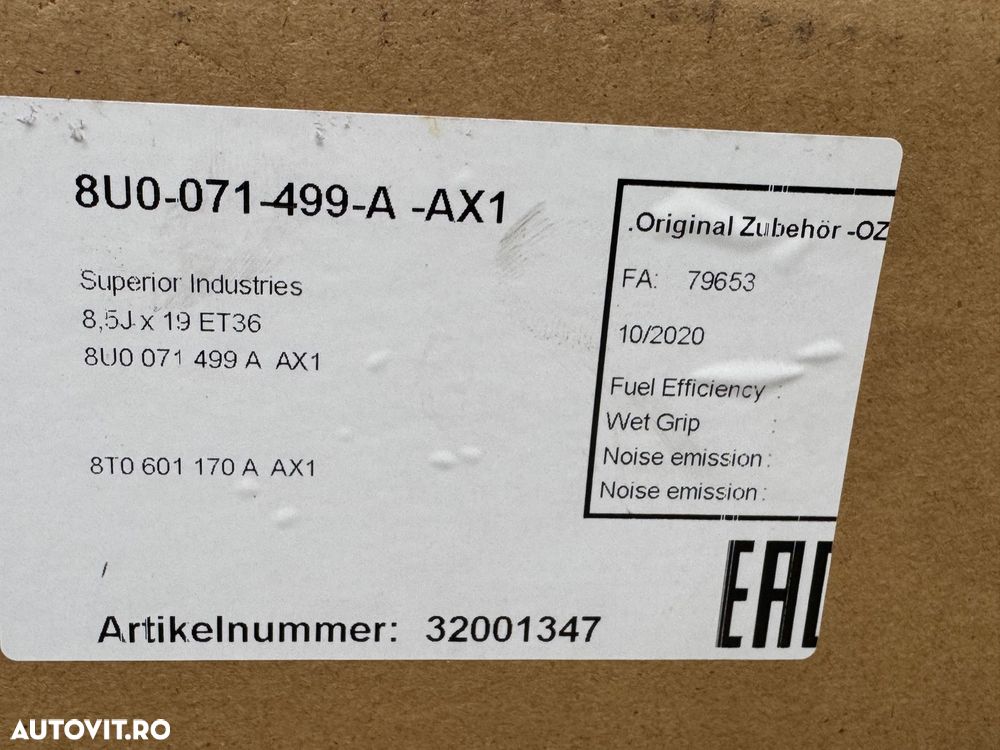 8U0-071-499-A -AX1
Superior Industries
8,5J x 19 ET36
8U0 071 499 A AX1
8T0 601 170 A AX1
Artikelnummer: 32001347
.Original Zubehör -OZ
FA: 79653
10/2020
Fuel Efficiency :
Wet Grip :
Noise emission :
Noise emission :
EAC
AUTOVIT.RO